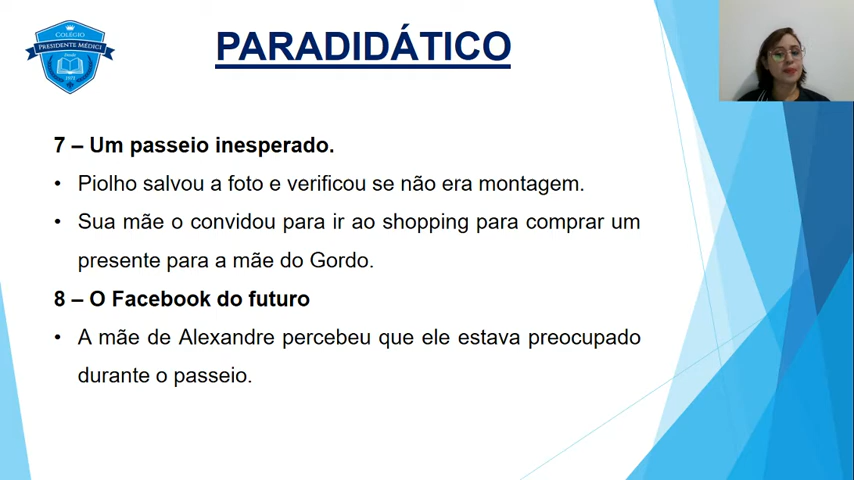 COLÉGIO
PRESIDENTE MÉDICI
PARADIDÁTICO
7 – Um passeio inesperado.
• Piolho salvou a foto e verificou se não era montagem.
• Sua mãe o convidou para ir ao shopping para comprar um
presente para a mãe do Gordo.
8 – O Facebook do futuro
• A mãe de Alexandre percebeu que ele estava preocupado
durante o passeio.